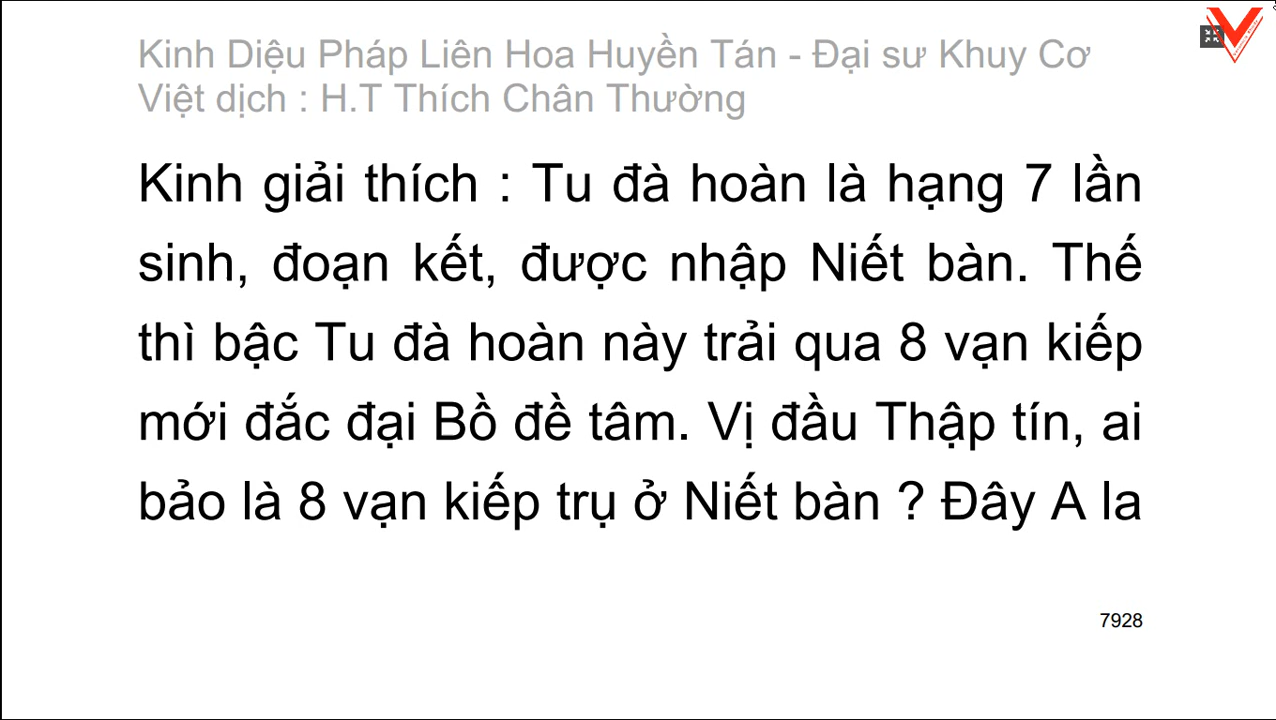 Kinh Diệu Pháp Liên Hoa Huyền Tán - Đại sư Khuy Cơ
Việt dịch : H.T Thích Chân Thường
Kinh giải thích : Tu đà hoàn là hạng 7 lần
sinh, đoạn kết, được nhập Niết bàn. Thế
thì bậc Tu đà hoàn này trải qua 8 vạn kiếp
mới đắc đại Bồ đề tâm. Vị đầu Thập tín, ai
bảo là 8 vạn kiếp trụ ở Niết bàn ? Đây A la
7928